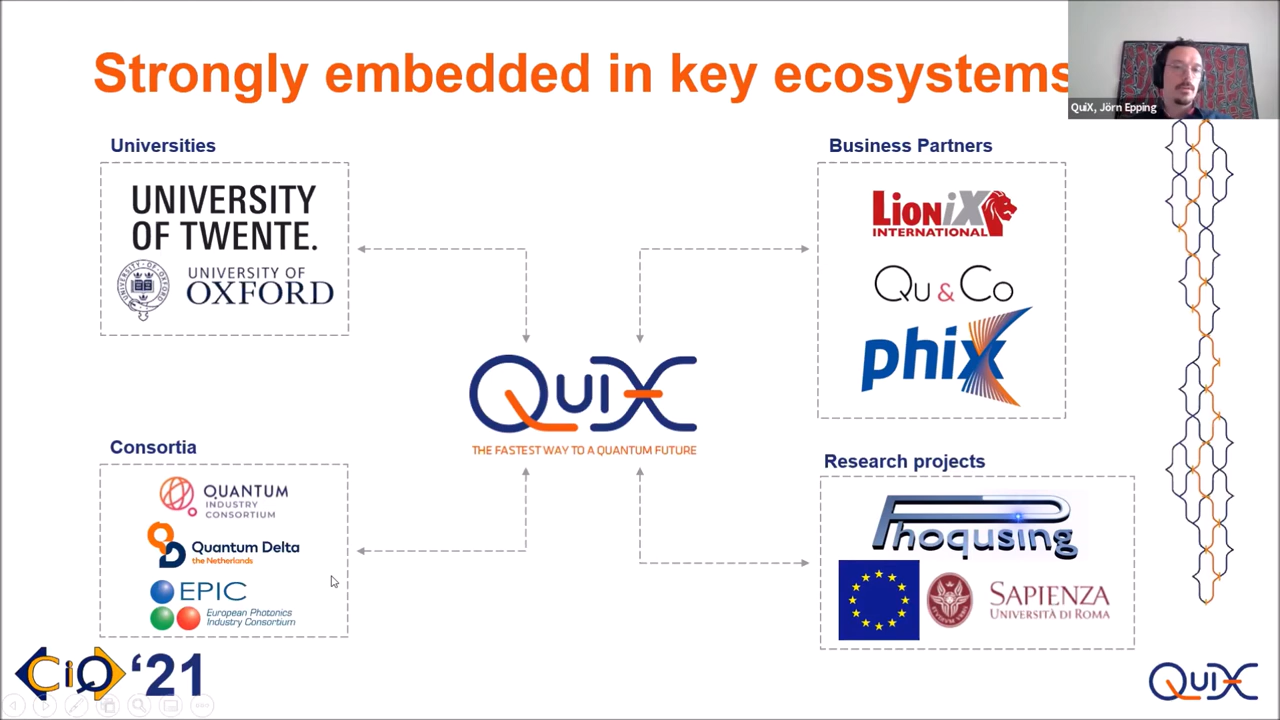 Strongly embedded in key ecosystems
QuiX, Jörn Epping
Universities
UNIVERSITY
OF TWENTE.
UNIVERSITY OF
OXFORD
Business Partners
LioniX
INTERNATIONAL
Qu & Co
phix
QuiX
THE FASTEST WAY TO A QUANTUM FUTURE
Consortia
QUANTUM
INDUSTRY
CONSORTIUM
Quantum Delta
the Netherlands
EPIC
European Photonics
Industry Consortium
Research projects
Phoqusing
SAPIENZA
UNIVERSITÀ DI ROMA
CiQ '21
QuiX